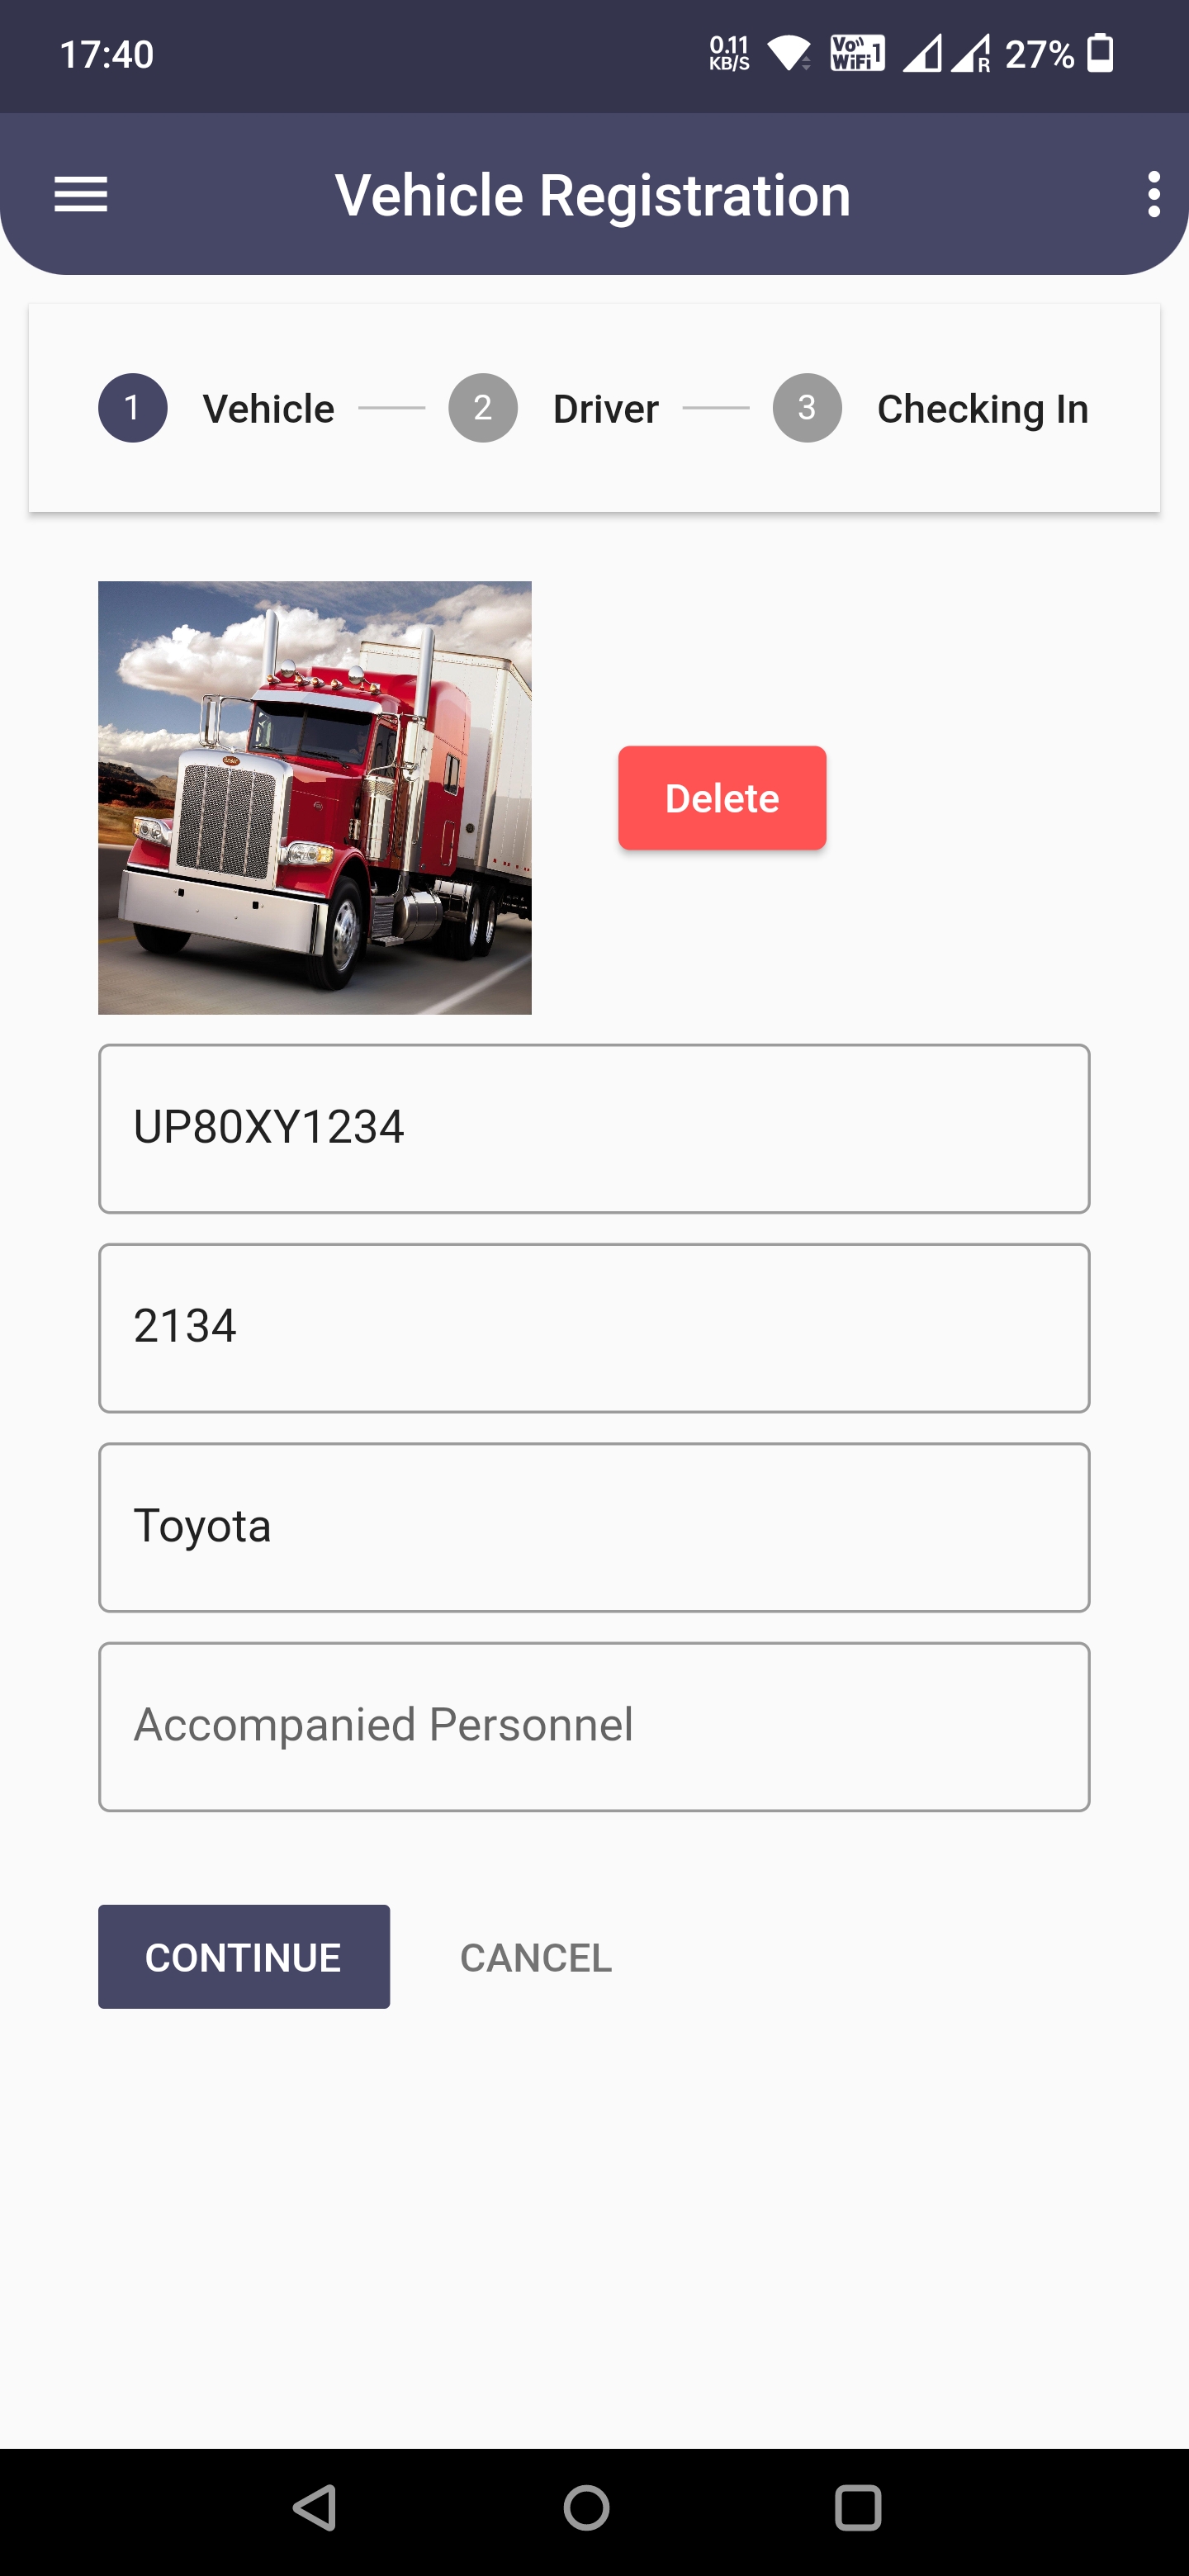 17:40
0.11
KB/S
Vo
WiFi 1
R
27%
Vehicle Registration
1 Vehicle
2 Driver
3 Checking In
Delete
UP80XY1234
2134
Toyota
Accompanied Personnel
CONTINUE
CANCEL